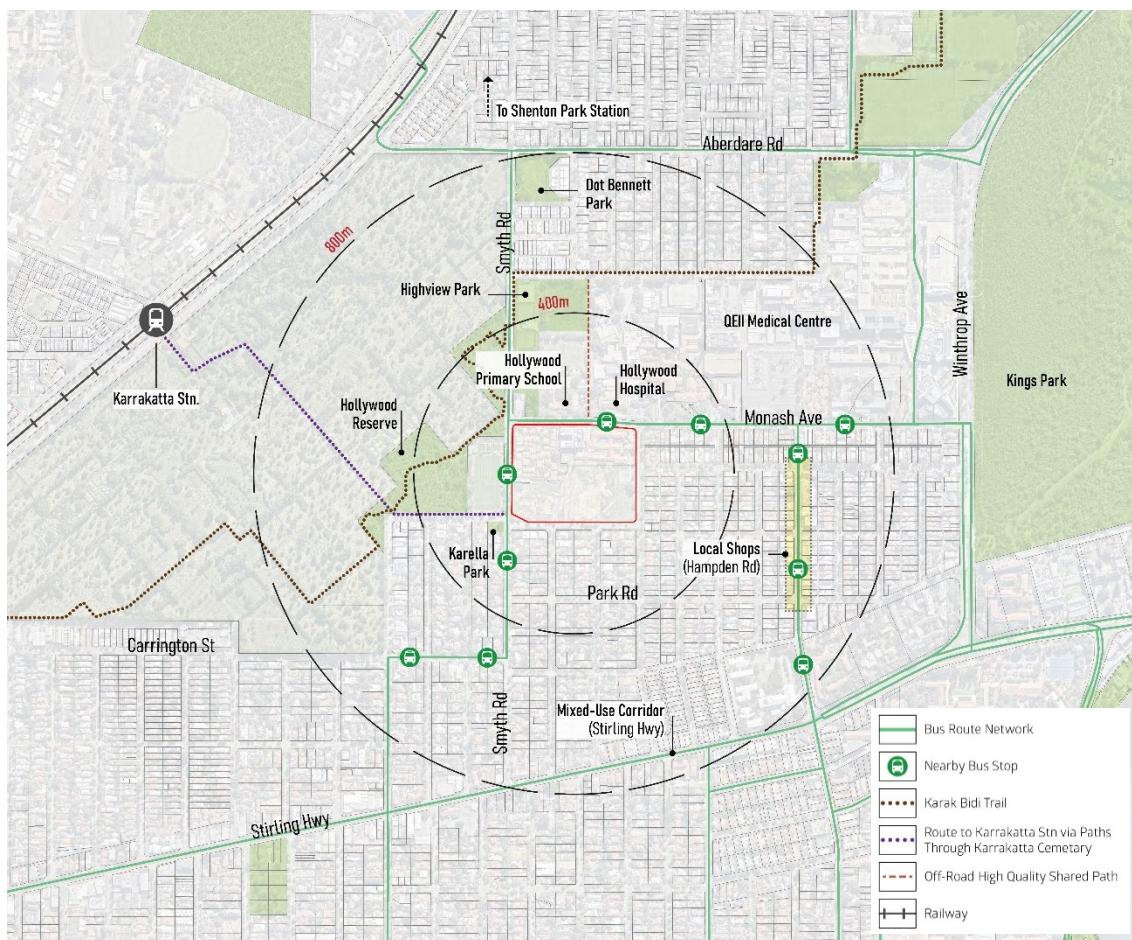 To Shenton Park Station
Aberdare Rd
Dot Bennett
Park
Smyth Rd
800m
Highview Park
400m
QEII Medical Centre
Winthrop Ave
Kings Park
Karrakatta Stn.
Hollywood
Primary School
Hollywood
Hospital
Hollywood
Reserve
Monash Ave
Karella
Park
Local Shops
(Hampden Rd)
Park Rd
Carrington St
Smyth Rd
Mixed-Use Corridor
(Stirling Hwy)
Stirling Hwy
Bus Route Network
Nearby Bus Stop
Karak Bidi Trail
Route to Karrakatta Stn via Paths
Through Karrakatta Cemetary
Off-Road High Quality Shared Path
Railway